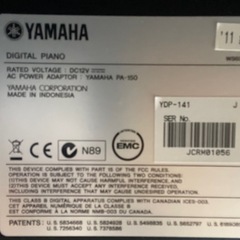 YAMAHA
'11
DIGITAL PIANO
RATED VOLTAGE : DC12V
AC POWER ADAPTOR : YAMAHA PA-150
YAMAHA CORPORATION
MADE IN INDONESIA
YDP-141 J
SER No.
JCRM01056
CE
N89
EMC
THIS DEVICE COMPLIES WITH PART 15 OF THE FCC RULES.
OPERATION IS SUBJECT TO THE FOLLOWING TWO CONDITIONS:
(1) THIS DEVICE MAY NOT CAUSE HARMFUL INTERFERENCE, AND
(2) THIS DEVICE MUST ACCEPT ANY INTERFERENCE RECEIVED,
INCLUDING INTERFERENCE THAT MAY CAUSE UNDESIRED OPERATION.
THIS CLASS B DIGITAL APPARATUS COMPLIES WITH CANADIAN ICES-003.
CET APPAREIL NUMERIQUE DE LA CLASSE B EST
CONFORME A LA NORME NMB-003 DU CANADA.
U.S. PATENTS